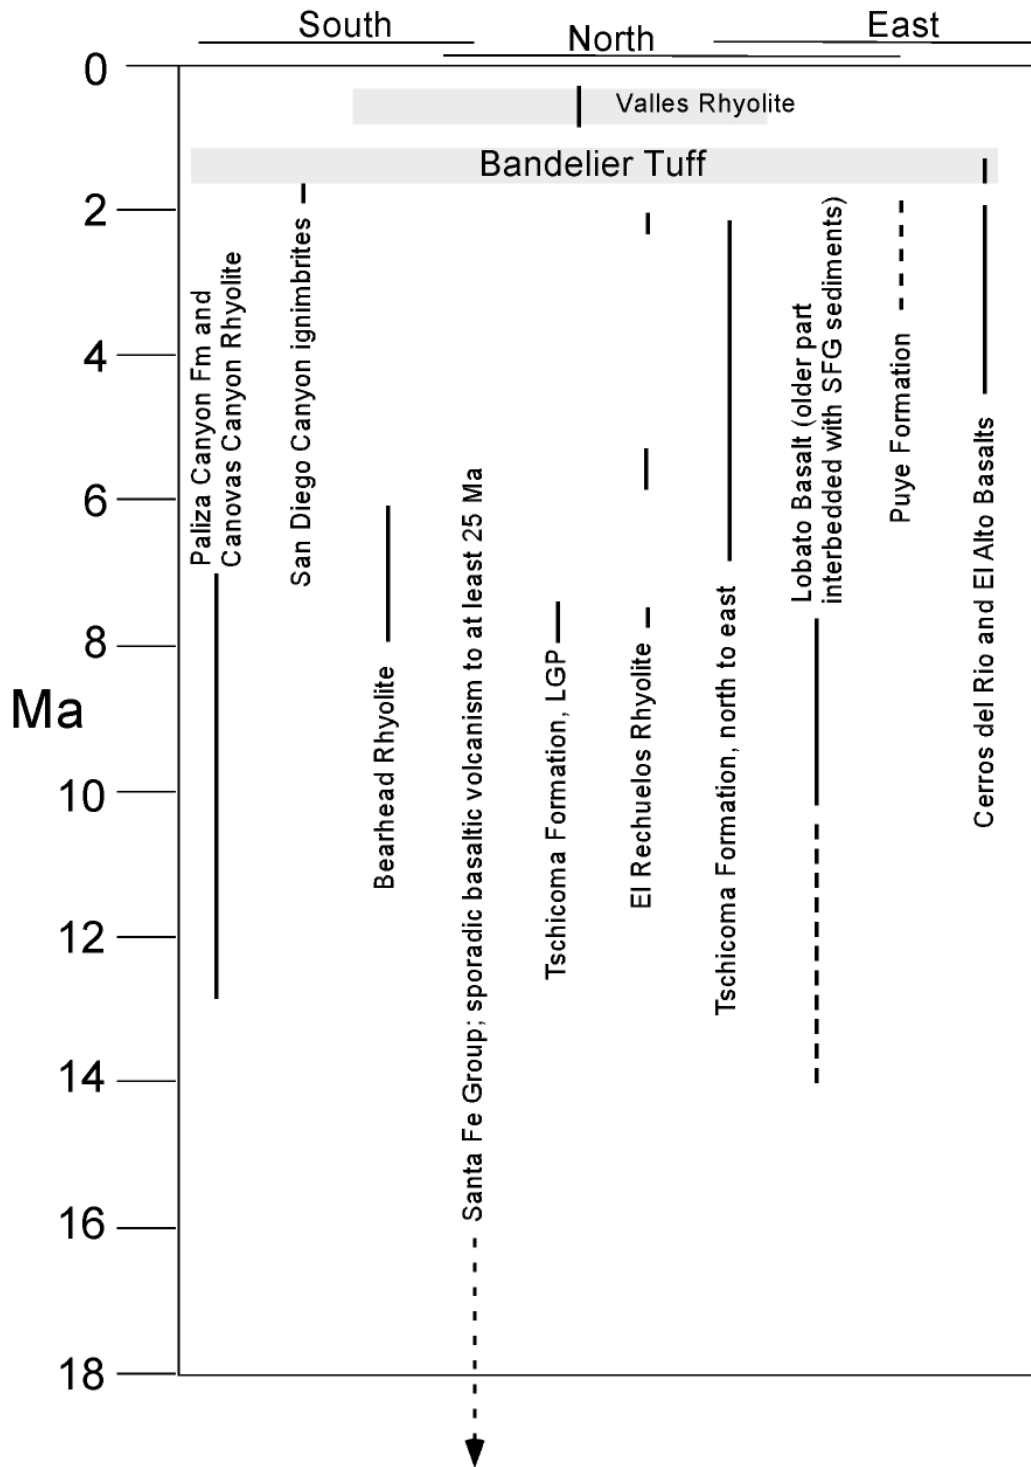 South
North
East
0
Valles Rhyolite
Bandelier Tuff
2
4
6
8
Ma
10
12
14
16
18
Paliza Canyon Fm and
Canovas Canyon Rhyolite
San Diego Canyon ignimbrites
Bearhead Rhyolite
Santa Fe Group; sporadic basaltic volcanism to at least 25 Ma
Tschicoma Formation, LGP
El Rechuelos Rhyolite
Tschicoma Formation, north to east
Lobato Basalt (older part
interbedded with SFG sediments)
Puye Formation
Cerros del Rio and El Alto Basalts